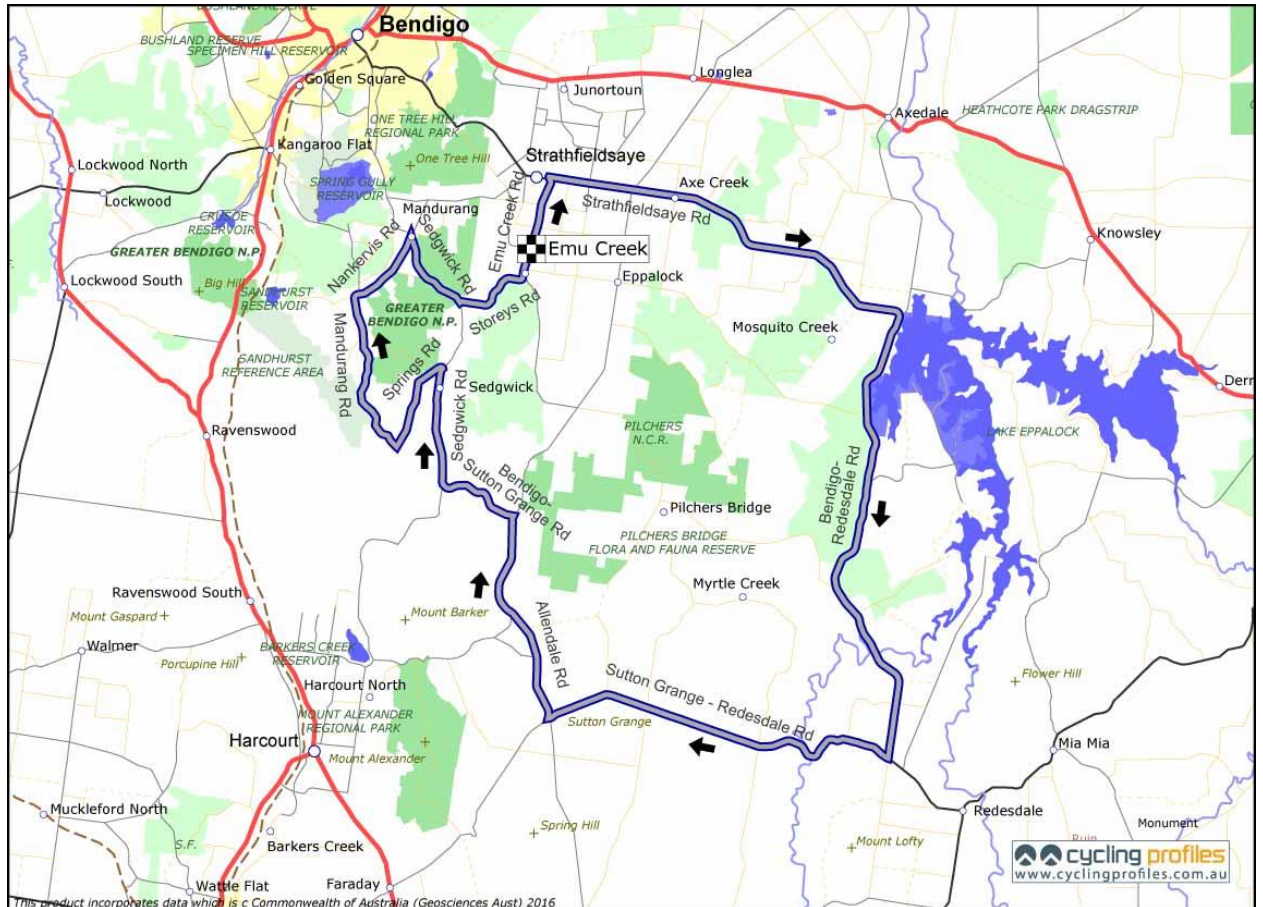 Bendigo
BUSHLAND RESERVE
BUSHLAND RESERVE
SPECIMEN HILL RESERVOIR
Golden Square
Longlea
Junortoun
Axedale
HEATHCOTE PARK DRAGSTRIP
ONE TREE HILL
REGIONAL PARK
One Tree Hill
Kangaroo Flat
Lockwood North
Lockwood
SPRING GULLY
RESERVOIR
Strathfieldsaye
Axe Creek
Strathfieldsaye Rd
CRUSOE
RESERVOIR
Mandurang
Nankervis Rd
Sedgwick Rd
Emu Creek Rd
Emu Creek
Knowsley
GREATER BENDIGO N.P.
Lockwood South
Big Hill
SANDHURST
RESERVOIR
Eppalock
Storeys Rd
GREATER
BENDIGO N.P.
Mosquito Creek
Mandurang Rd
Springs Rd
SANDHURST
REFERENCE AREA
Sedgwick
Sedgwick Rd
Derr
Ravenswood
PILCHERS
N.C.R.
LAKE EPPALOCK
Bendigo-
Sutton Grange Rd
Bendigo-
Redesdale Rd
Pilchers Bridge
PILCHERS BRIDGE
FLORA AND FAUNA RESERVE
Myrtle Creek
Ravenswood South
Mount Gaspard
Mount Barker
Allendale Rd
Walmer
Porcupine Hill
BARKERS CREEK
RESERVOIR
Harcourt North
Sutton Grange - Redesdale Rd
Flower Hill
MOUNT ALEXANDER
REGIONAL PARK
Sutton Grange
Harcourt
Mount Alexander
Mia Mia
Muckleford North
Redesdale
Spring Hill
Monument
S.F.
Barkers Creek
Mount Lofty
Ruin
cycling profiles
www.cyclingprofiles.com.au
Wattle Flat
Faraday
This product incorporates data which is c Commonwealth of Australia (Geosciences Aust) 2016